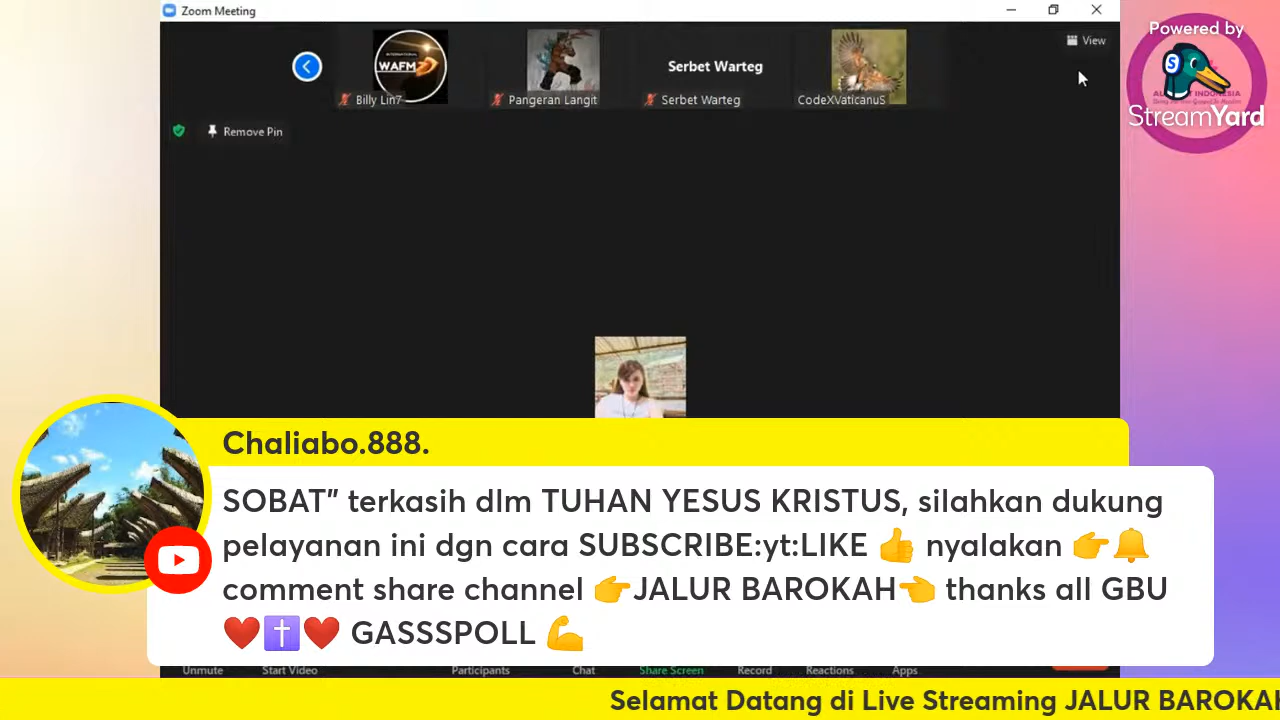 Zoom Meeting
Powered by
View
INTERNATIONAL
WAFM
Serbet Warteg
Billy Lin7
Pangeran Langit
Serbet Warteg
CodeXVaticanuS
StreamYard
Remove Pin
Chaliabo.888.
SOBAT” terkasih dlm TUHAN YESUS KRISTUS, silahkan dukung
pelayanan ini dgn cara SUBSCRIBE:yt:LIKE 👍 nyalakan 👉🔔
comment share channel 👉JALUR BAROKAH👈 thanks all GBU
❤️✝️❤️ GASSSPOLL 💪
Unmute Start Video Participants Chat Share Screen Record Reactions Apps
Selamat Datang di Live Streaming JALUR BAROKAH